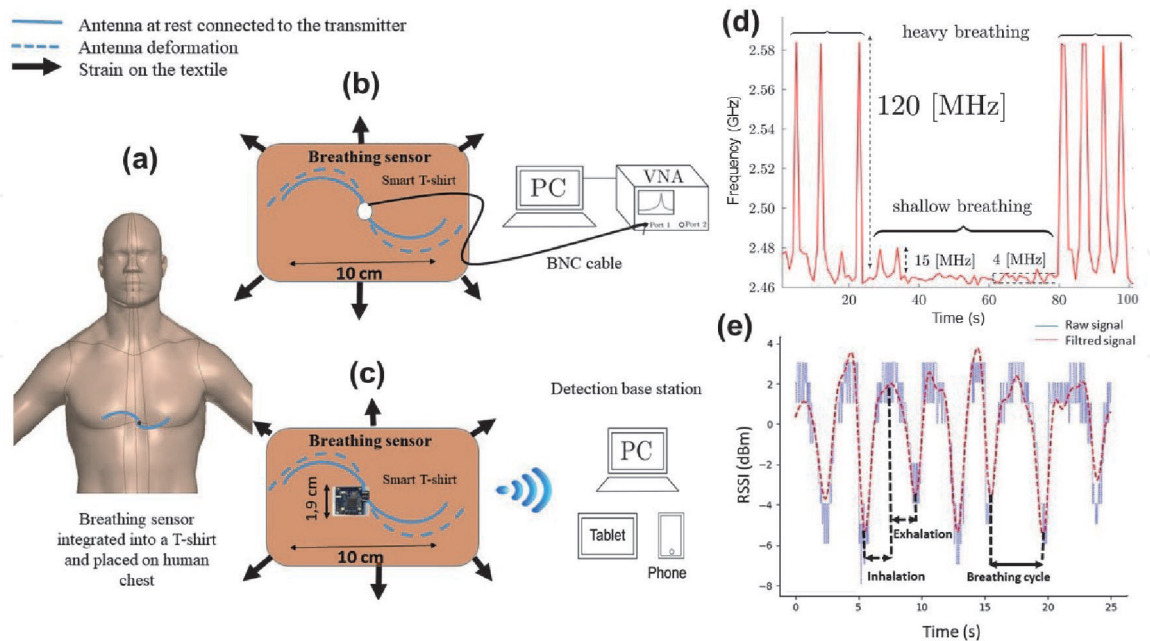 Antenna at rest connected to the transmitter
Antenna deformation
Strain on the textile
(a)
Breathing sensor
integrated into a T-shirt
and placed on human
chest
(b)
Breathing sensor
Smart T-shirt
10 cm
PC
VNA
Port 1
Port 2
BNC cable
(c)
Breathing sensor
Smart T-shirt
1,9 cm
10 cm
Detection base station
PC
Tablet
Phone
(d)
Frequency (GHz)
2.58
2.56
2.54
2.52
2.50
2.48
2.46
heavy breathing
120 [MHz]
shallow breathing
15 [MHz]
4 [MHz]
20
40
60
80
100
Time (s)
(e)
Raw signal
Filtred signal
RSSI (dBm)
4
2
0
−2
−4
−6
−8
Exhalation
Inhalation
Breathing cycle
0
5
10
15
20
25
Time (s)